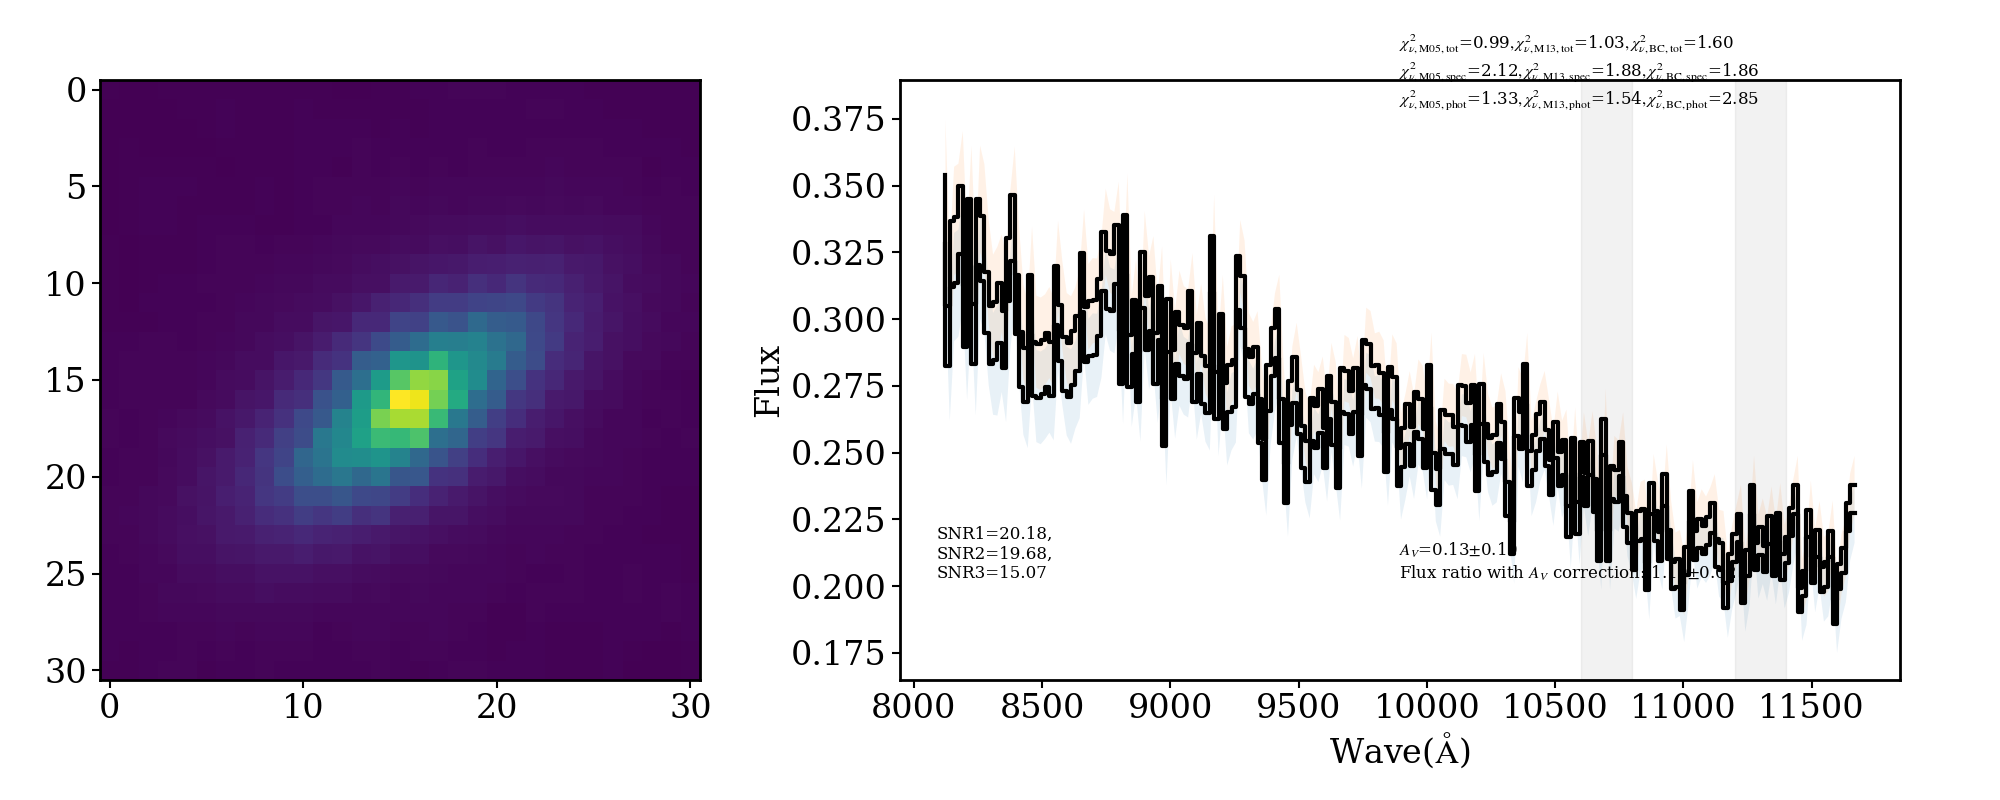 χ²ν,M05,tot=0.99,χ²ν,M13,tot=1.03,χ²ν,BC,tot=1.60
χ²ν,M05,spec=2.12,χ²ν,M13,spec=1.88,χ²ν,BC,spec=1.86
χ²ν,M05,phot=1.33,χ²ν,M13,phot=1.54,χ²ν,BC,phot=2.85
0
5
10
15
20
25
30
0 10 20 30
0.375
0.350
0.325
0.300
0.275
0.250
0.225
0.200
0.175
Flux
SNR1=20.18,
SNR2=19.68,
SNR3=15.07
A_V=0.13±
Flux ratio with A_V correction:
8000 8500 9000 9500 10000 10500 11000 11500
Wave(Å)